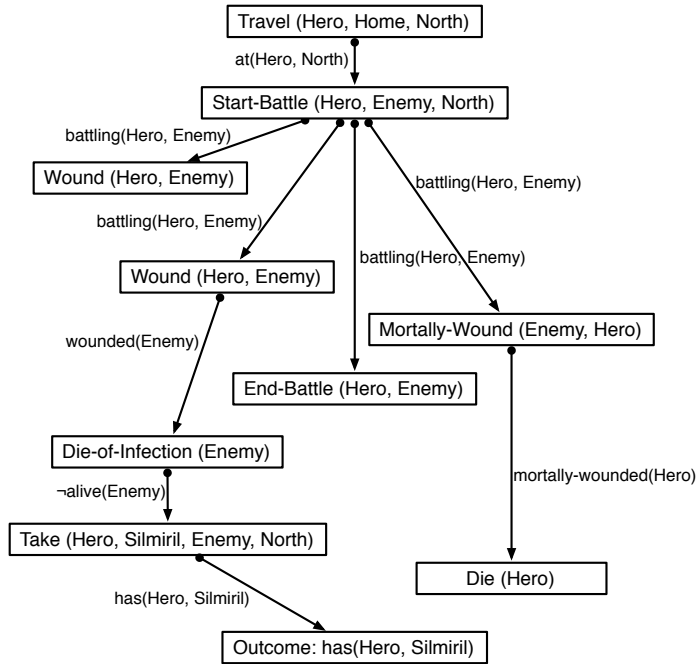 Travel (Hero, Home, North)
at(Hero, North)
Start-Battle (Hero, Enemy, North)
battling(Hero, Enemy)
Wound (Hero, Enemy)
battling(Hero, Enemy)
battling(Hero, Enemy)
battling(Hero, Enemy)
Wound (Hero, Enemy)
Mortally-Wound (Enemy, Hero)
wounded(Enemy)
End-Battle (Hero, Enemy)
Die-of-Infection (Enemy)
mortally-wounded(Hero)
¬alive(Enemy)
Take (Hero, Silmiril, Enemy, North)
Die (Hero)
has(Hero, Silmiril)
Outcome: has(Hero, Silmiril)